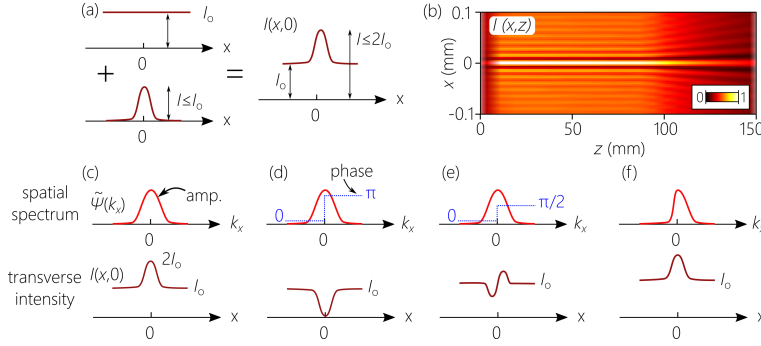 (a)
I₀
x
0
+
I≤I₀
x
0
=
I(x,0)
I≤2I₀
I₀
x
0
(b)
I (x,z)
x (mm)
0.1
0
-0.1
0 1
0 50 100 150
z (mm)
spatial
spectrum
(c)
ψ̃(kₓ)
amp.
kₓ
0
(d)
phase
0
π
kₓ
0
(e)
0
π/2
kₓ
0
(f)
0
transverse
intensity
I(x,0)
2I₀
I₀
x
0
I₀
x
0
I₀
x
0
I₀
x
0